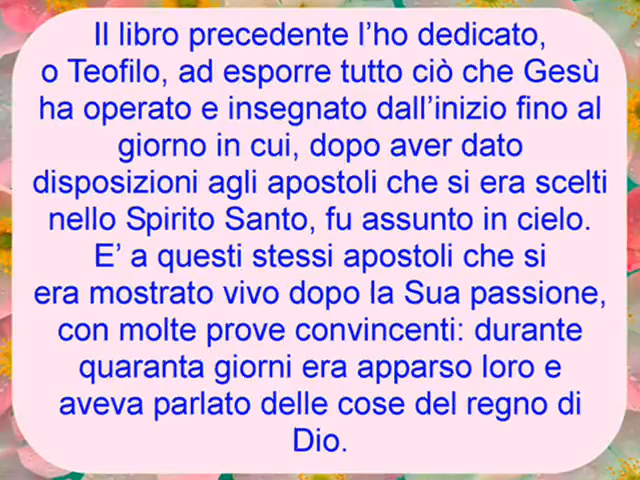 Il libro precedente l’ho dedicato,
o Teofilo, ad esporre tutto ciò che Gesù
ha operato e insegnato dall’inizio fino al
giorno in cui, dopo aver dato
disposizioni agli apostoli che si era scelti
nello Spirito Santo, fu assunto in cielo.
E’ a questi stessi apostoli che si
era mostrato vivo dopo la Sua passione,
con molte prove convincenti: durante
quaranta giorni era apparso loro e
aveva parlato delle cose del regno di
Dio.